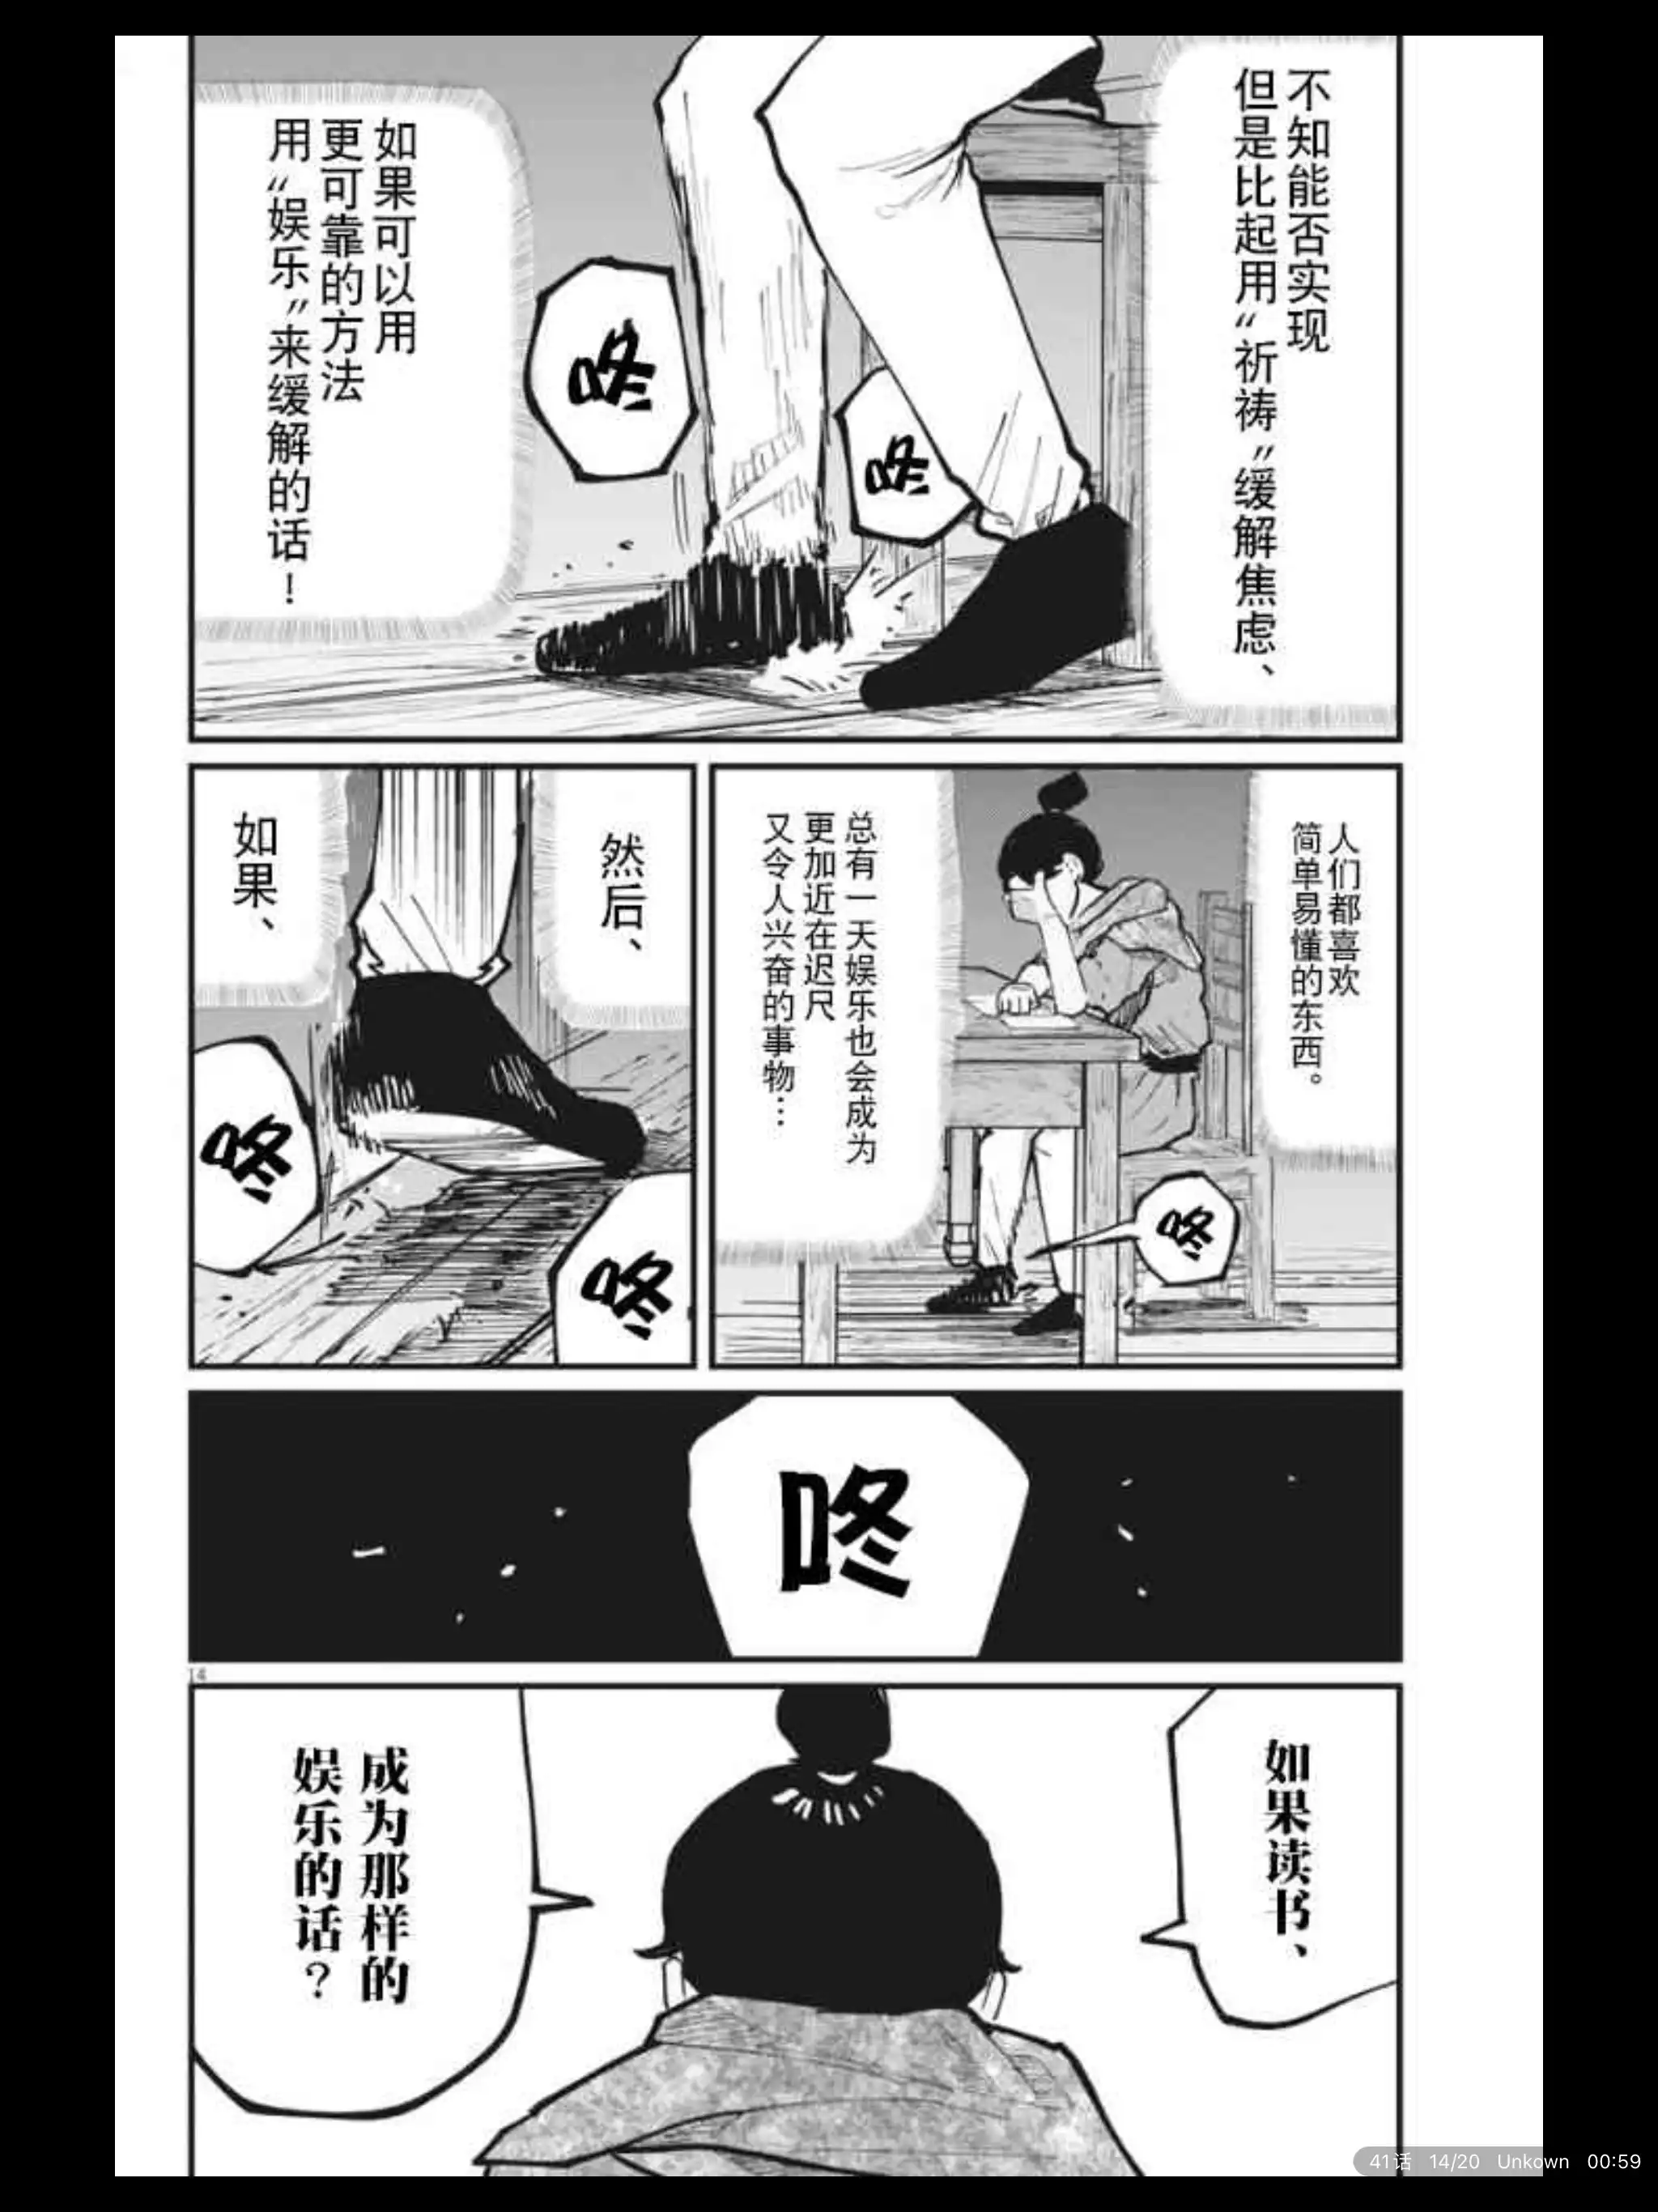 不知能否实现
但是比起用“祈祷”缓解焦虑、
咚
咚
如果可以用
更可靠的方法
用“娱乐”来缓解的话！
人们都喜欢
简单易懂的东西。
总有一天娱乐也会成为
更加近在迟尺
又令人兴奋的事物…
咚
然后、
如果、
咚
咚
咚
14
如果读书、
成为那样的
娱乐的话？
41话 14/20 Unkown 00:59